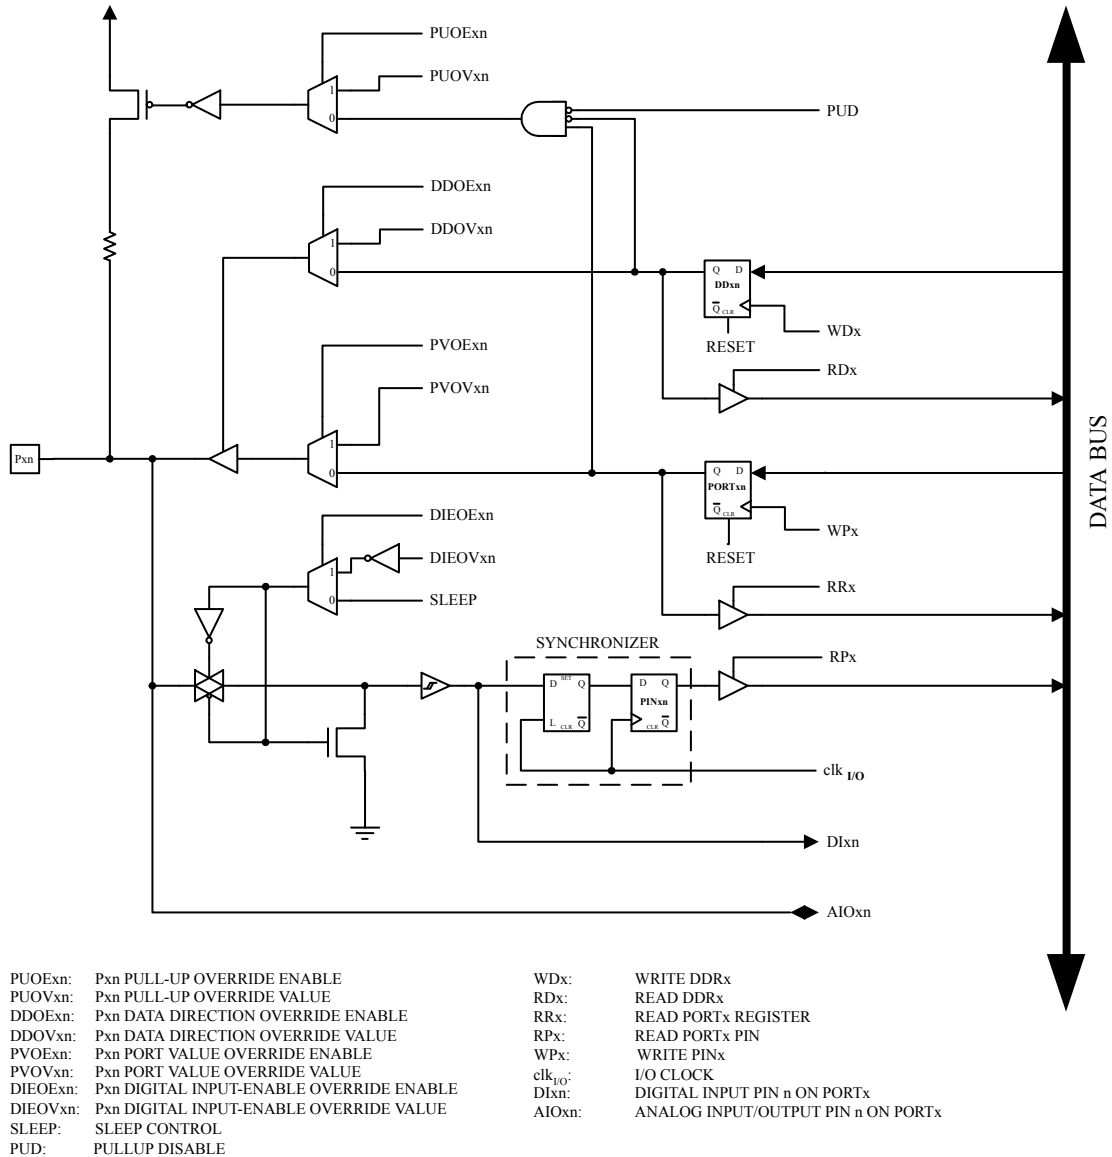 PUOExn
PUOVxn
1
0
PUD
DDOExn
DDOVxn
1
0
Q D
DDxn
Q CLR
WDx
RESET
RDx
PVOExn
PVOVxn
1
0
Pxn
Q D
PORTxn
Q CLR
WPx
RESET
DIEOExn
DIEOVxn
1
0
SLEEP
RRx
SYNCHRONIZER
RPx
D SET Q
L CLR Q
D Q
PINxn
CLR Q
clk I/O
DIxn
AIOxn
DATA BUS
PUOExn: Pxn PULL-UP OVERRIDE ENABLE
PUOVxn: Pxn PULL-UP OVERRIDE VALUE
DDOExn: Pxn DATA DIRECTION OVERRIDE ENABLE
DDOVxn: Pxn DATA DIRECTION OVERRIDE VALUE
PVOExn: Pxn PORT VALUE OVERRIDE ENABLE
PVOVxn: Pxn PORT VALUE OVERRIDE VALUE
DIEOExn: Pxn DIGITAL INPUT-ENABLE OVERRIDE ENABLE
DIEOVxn: Pxn DIGITAL INPUT-ENABLE OVERRIDE VALUE
SLEEP: SLEEP CONTROL
PUD: PULLUP DISABLE
WDx: WRITE DDRx
RDx: READ DDRx
RRx: READ PORTx REGISTER
RPx: READ PORTx PIN
WPx: WRITE PINx
clkI/O: I/O CLOCK
DIxn: DIGITAL INPUT PIN n ON PORTx
AIOxn: ANALOG INPUT/OUTPUT PIN n ON PORTx